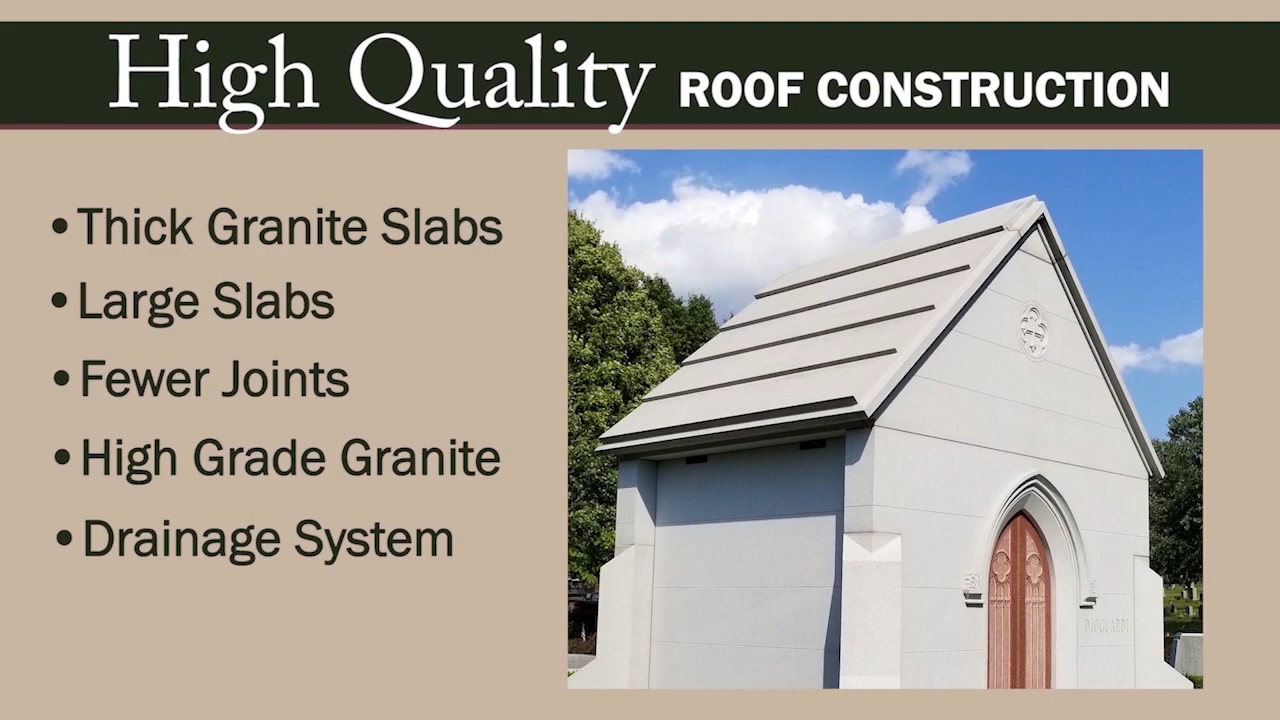 High Quality ROOF CONSTRUCTION
•Thick Granite Slabs
•Large Slabs
•Fewer Joints
•High Grade Granite
•Drainage System